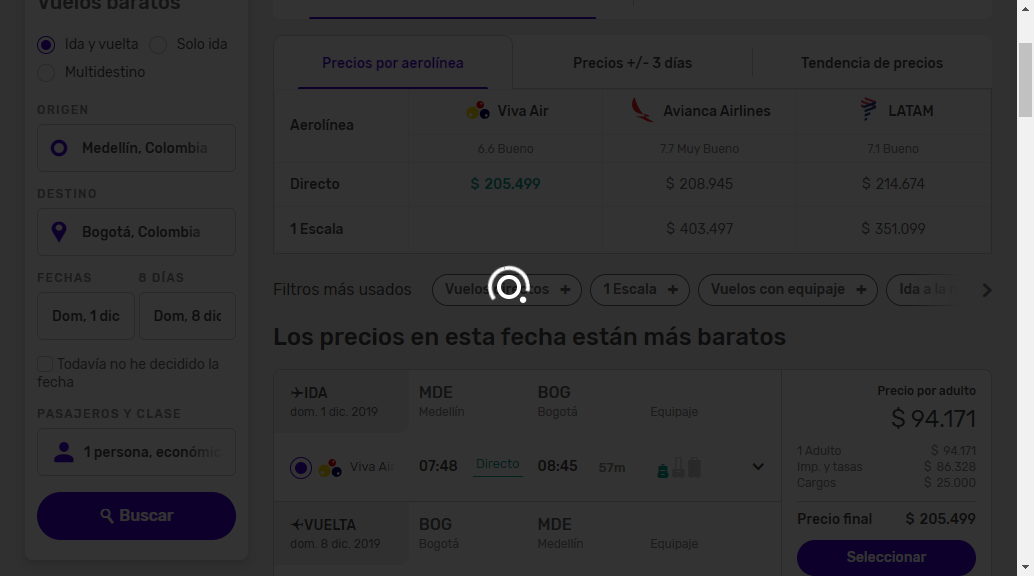 Vuelos baratos
Ida y vuelta
Solo ida
Multidestino
ORIGEN
Medellín, Colombia
DESTINO
Bogotá, Colombia
FECHAS
8 DÍAS
Dom, 1 dic
Dom, 8 dic
Todavía no he decidido la
fecha
PASAJEROS Y CLASE
1 persona, económic
Buscar
Precios por aerolínea
Precios +/- 3 días
Tendencia de precios
Aerolínea
Viva Air
Avianca Airlines
LATAM
6.6 Bueno
7.7 Muy Bueno
7.1 Bueno
Directo
$ 205.499
$ 208.945
$ 214.674
1 Escala
$ 403.497
$ 351.099
Filtros más usados
Vuelos directos +
1 Escala +
Vuelos con equipaje +
Ida a la
Los precios en esta fecha están más baratos
IDA
MDE
BOG
dom. 1 dic. 2019
Medellín
Bogotá
Equipaje
Viva Air
07:48
Directo
08:45
57m
VUELTA
BOG
MDE
dom. 8 dic. 2019
Bogotá
Medellín
Equipaje
Precio por adulto
$ 94.171
1 Adulto
$ 94.171
Imp. y tasas
$ 86.328
Cargos
$ 25.000
Precio final
$ 205.499
Seleccionar